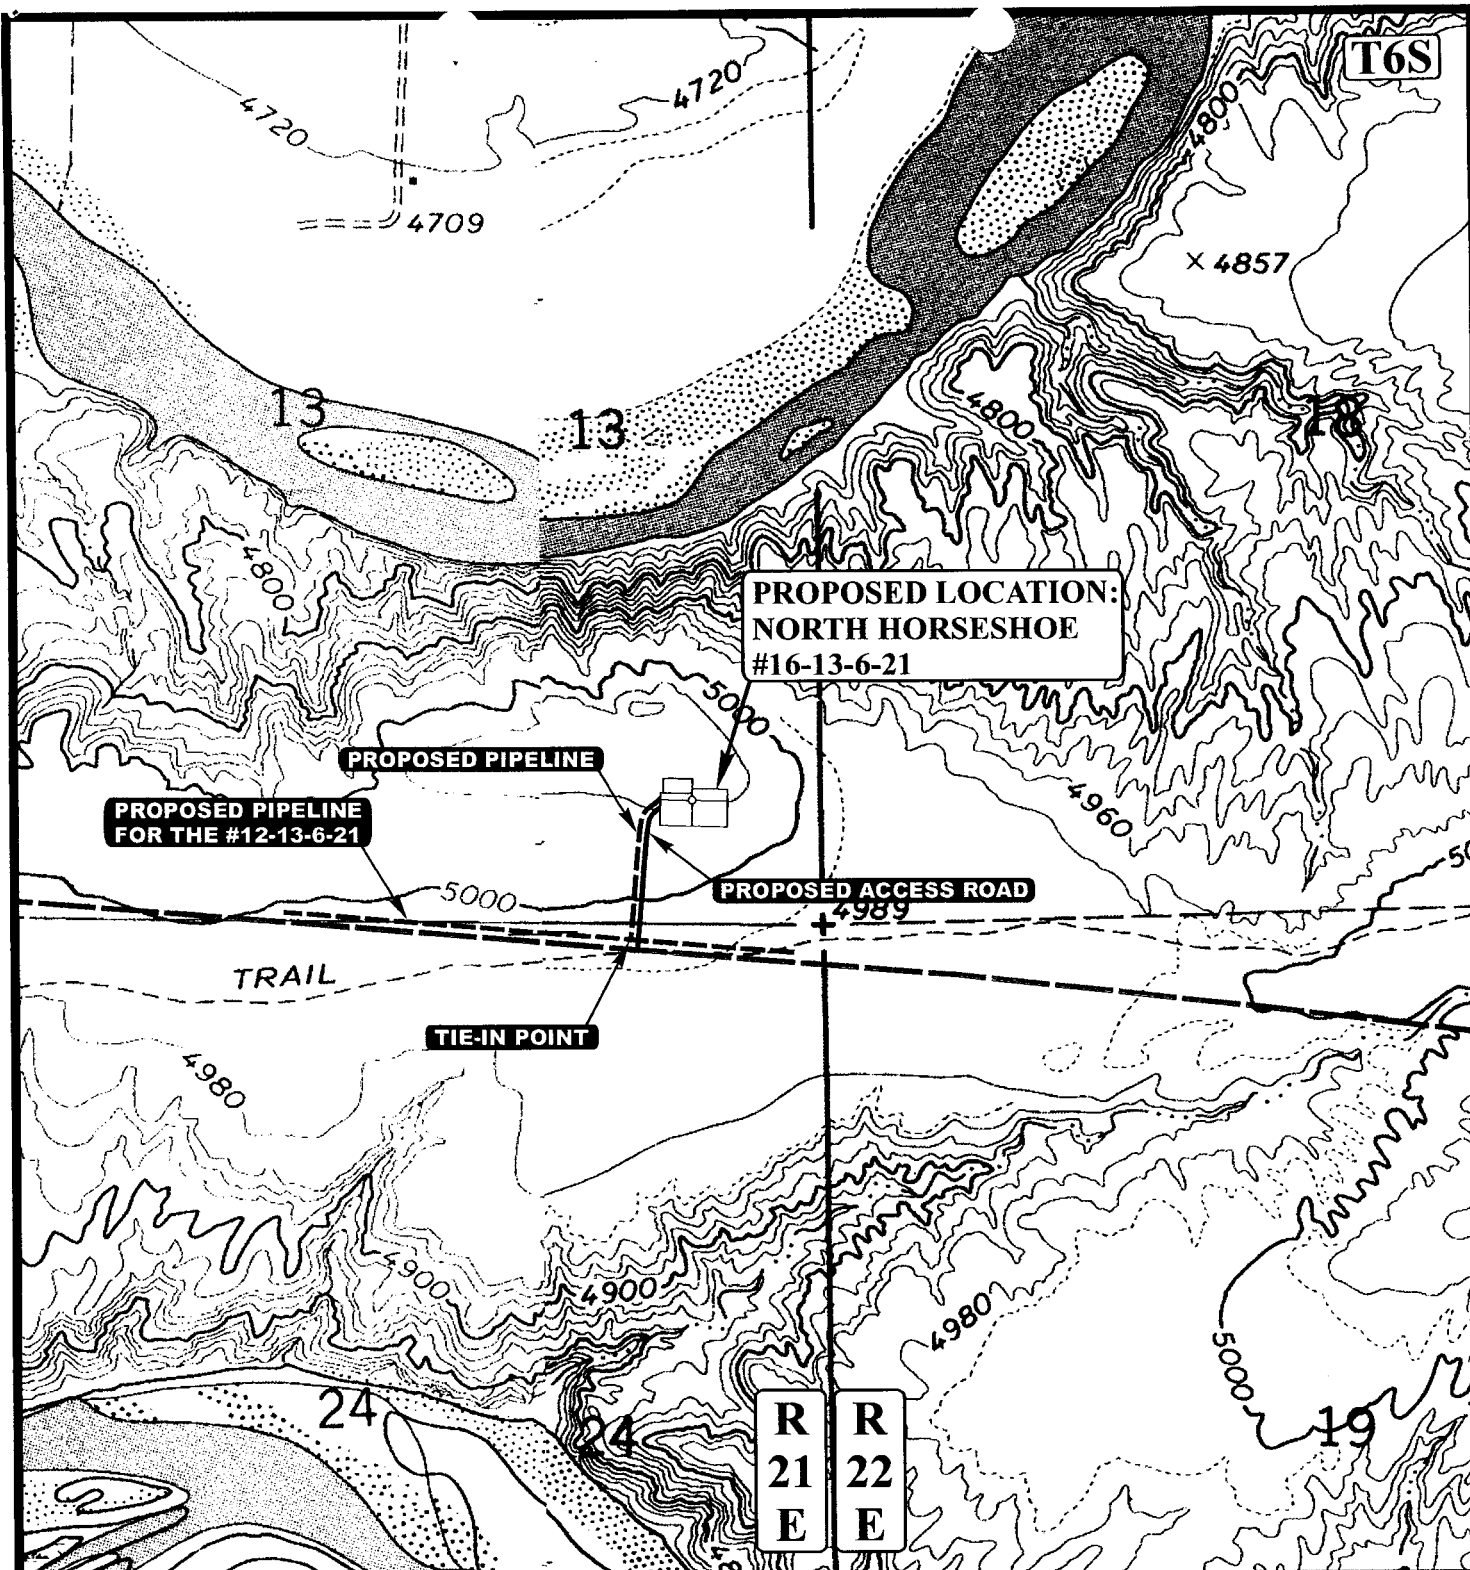 T6S
4720
4720
4800
4709
4857
13
13
4800
18
4800
PROPOSED LOCATION:
NORTH HORSESHOE
#16-13-6-21
5000
PROPOSED PIPELINE
PROPOSED PIPELINE
FOR THE #12-13-6-21
4960
5000
PROPOSED ACCESS ROAD
4989
TRAIL
TIE-IN POINT
4980
4900
4900
4980
5000
24
24
19
R
21
E
R
22
E